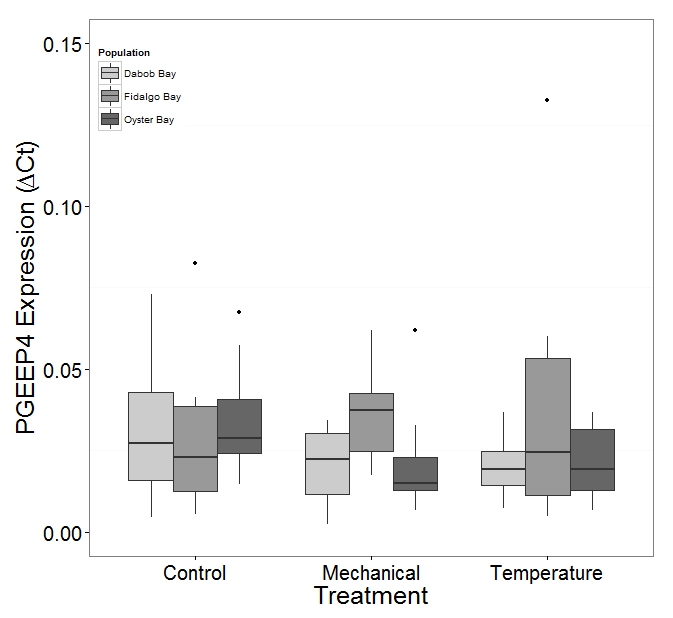 0.15
Population
Dabob Bay
Fidalgo Bay
Oyster Bay
0.10
PGEEP4 Expression (ΔCt)
0.05
0.00
Control Mechanical Temperature
Treatment